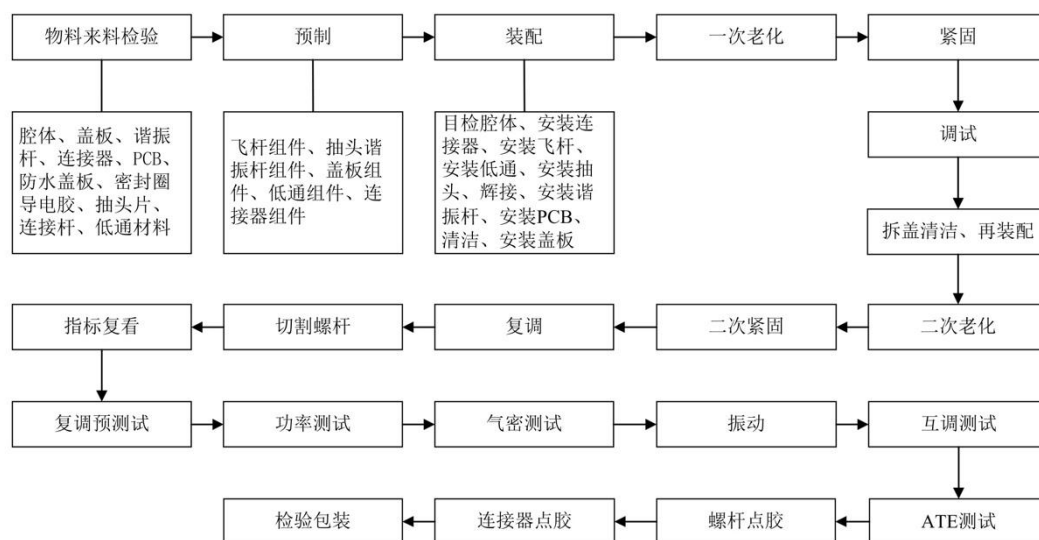 物料来料检验
预制
装配
一次老化
紧固
腔体、盖板、谐振
杆、连接器、PCB、
防水盖板、密封圈
导电胶、抽头片、
连接杆、低通材料
飞杆组件、抽头谐
振杆组件、盖板组
件、低通组件、连
接器组件
目检腔体、安装连
接器、安装飞杆、
安装低通、安装抽
头、辉接、安装谐
振杆、安装PCB、
清洁、安装盖板
调试
拆盖清洁、再装配
指标复看
切割螺杆
复调
二次紧固
二次老化
复调预测试
功率测试
气密测试
振动
互调测试
检验包装
连接器点胶
螺杆点胶
ATE测试